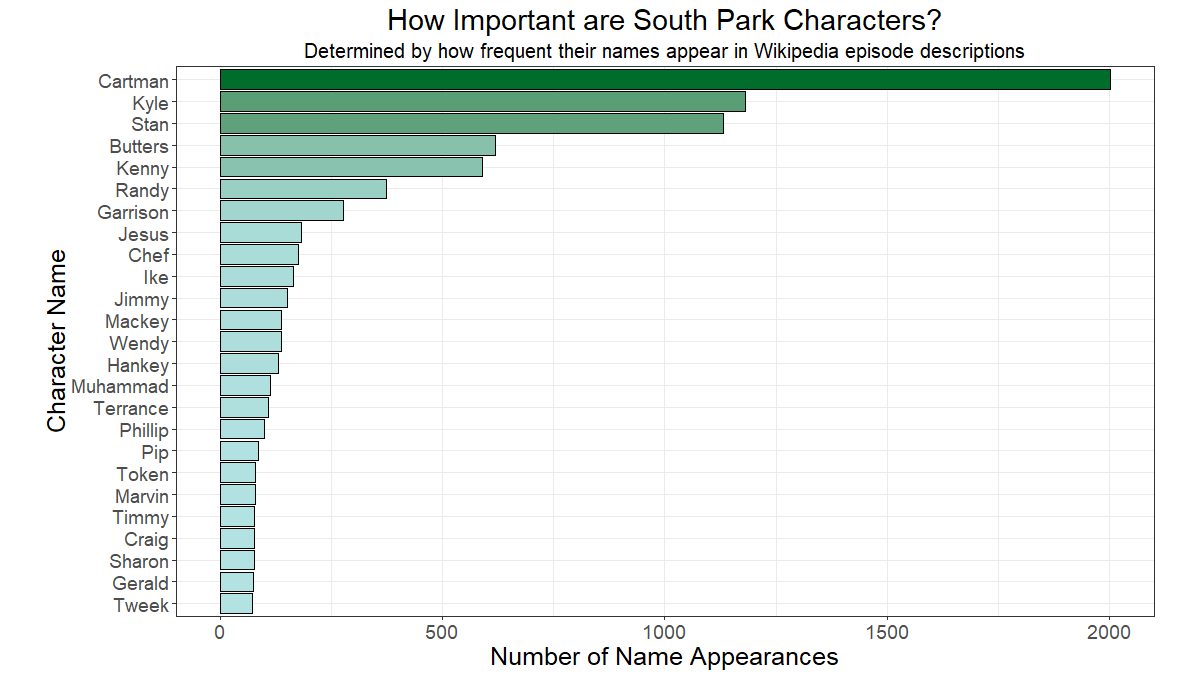 How Important are South Park Characters?
Determined by how frequent their names appear in Wikipedia episode descriptions
Character Name
Cartman
Kyle
Stan
Butters
Kenny
Randy
Garrison
Jesus
Chef
Ike
Jimmy
Mackey
Wendy
Hankey
Muhammad
Terrance
Phillip
Pip
Token
Marvin
Timmy
Craig
Sharon
Gerald
Tweek
0 500 1000 1500 2000
Number of Name Appearances